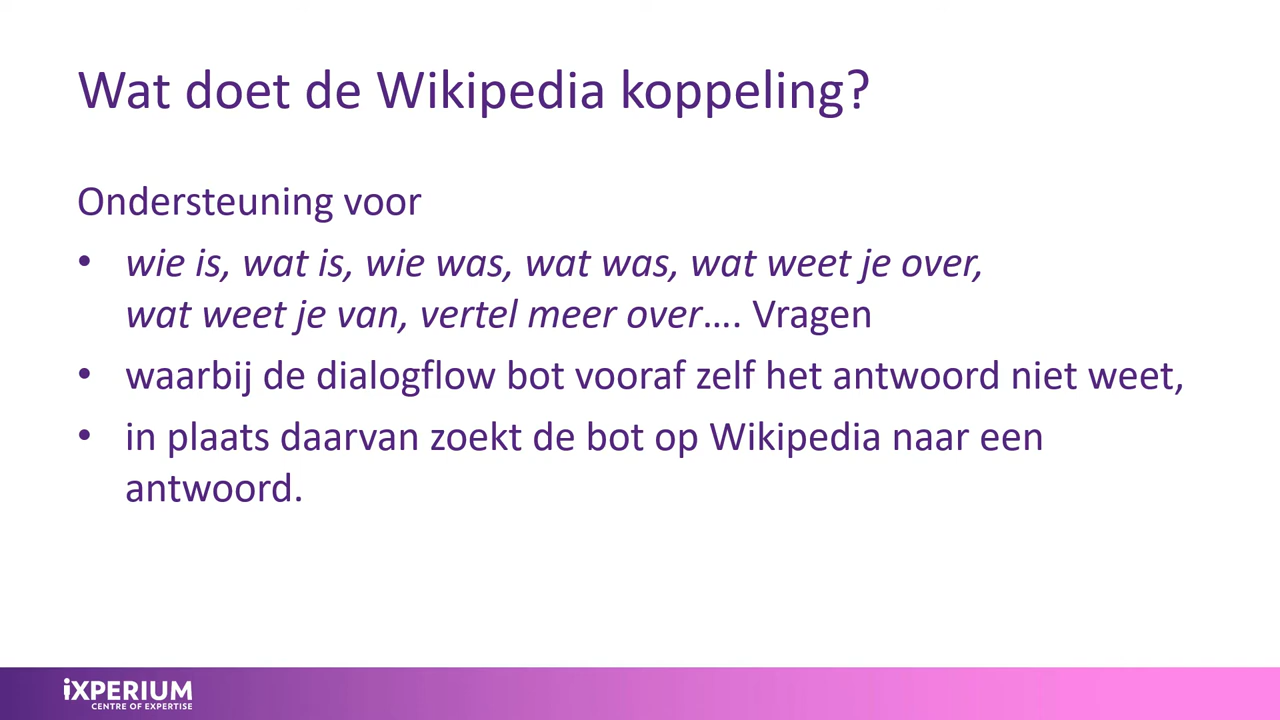 Wat doet de Wikipedia koppeling?
Ondersteuning voor
• wie is, wat is, wie was, wat was, wat weet je over,
wat weet je van, vertel meer over…. Vragen
• waarbij de dialogflow bot vooraf zelf het antwoord niet weet,
• in plaats daarvan zoekt de bot op Wikipedia naar een
antwoord.
iXPERIUM
CENTRE OF EXPERTISE